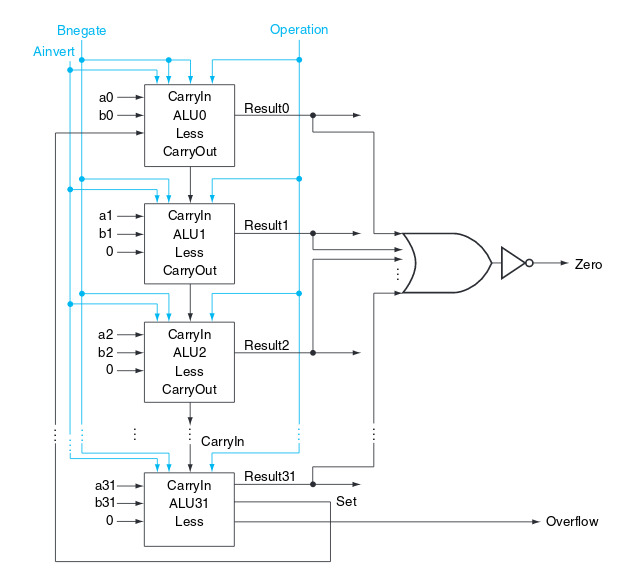 Bnegate
Operation
Ainvert
a0
CarryIn
Result0
b0
ALU0
Less
CarryOut
a1
CarryIn
Result1
b1
ALU1
0
Less
CarryOut
Zero
a2
CarryIn
Result2
b2
ALU2
0
Less
CarryOut
CarryIn
a31
CarryIn
Result31
b31
ALU31
Set
0
Less
Overflow